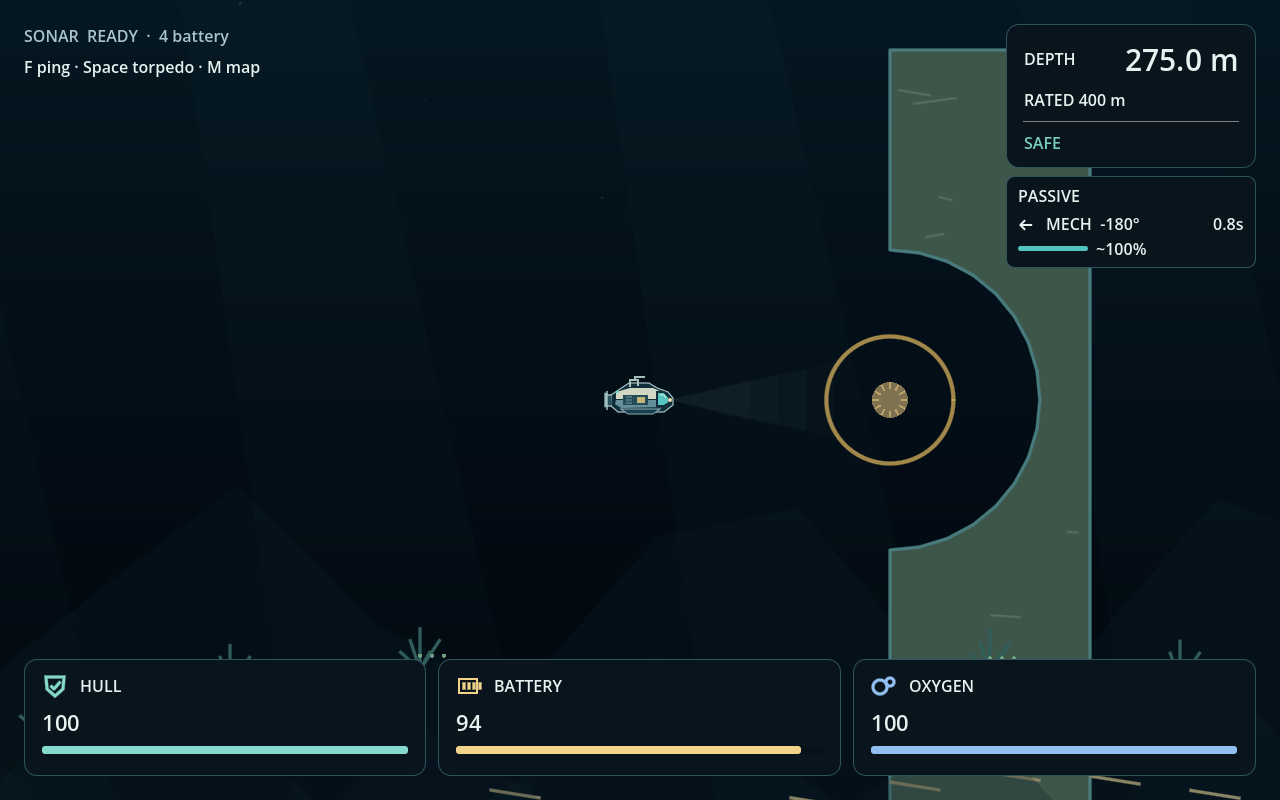 SONAR READY · 4 battery
F ping · Space torpedo · M map
DEPTH 275.0 m
RATED 400 m
SAFE
PASSIVE
← MECH -180° 0.8s
~100%
HULL
100
BATTERY
94
OXYGEN
100